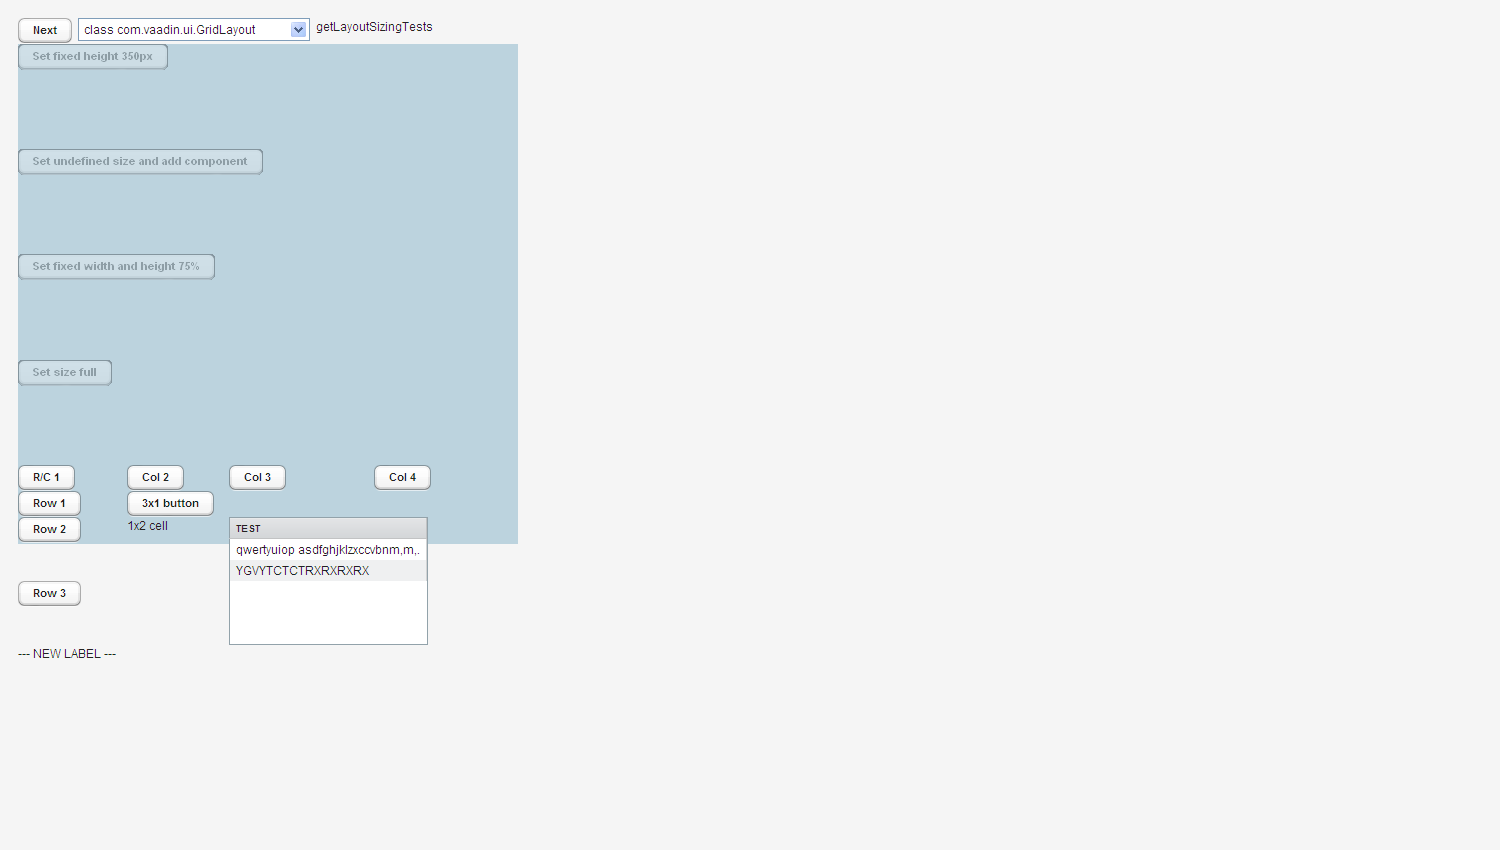 Next class com.vaadin.ui.GridLayout getLayoutSizingTests
Set fixed height 350px
Set undefined size and add component
Set fixed width and height 75%
Set size full
R/C 1 Col 2 Col 3 Col 4
Row 1 3x1 button
Row 2 1x2 cell TEST
qwertyuiop asdfghjklzxccvbnm,m,.
YGVYTCTCTRXRXRXRX
Row 3
--- NEW LABEL ---